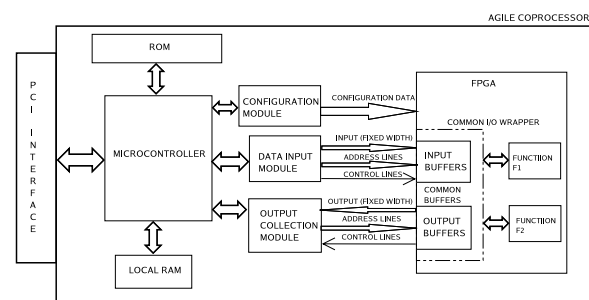 AGILE COPROCESSOR
PCI INTERFACE
ROM
MICROCONTROLLER
LOCAL RAM
CONFIGURATION
MODULE
DATA INPUT
MODULE
OUTPUT
COLLECTION
MODULE
CONFIGURATION DATA
INPUT (FIXED WIDTH)
ADDRESS LINES
CONTROL LINES
OUTPUT (FIXED WIDTH)
ADDRESS LINES
CONTROL LINES
FPGA
COMMON I/O WRAPPER
INPUT
BUFFERS
COMMON
BUFFERS
OUTPUT
BUFFERS
FUNCTIION
F1
FUNCTIION
F2